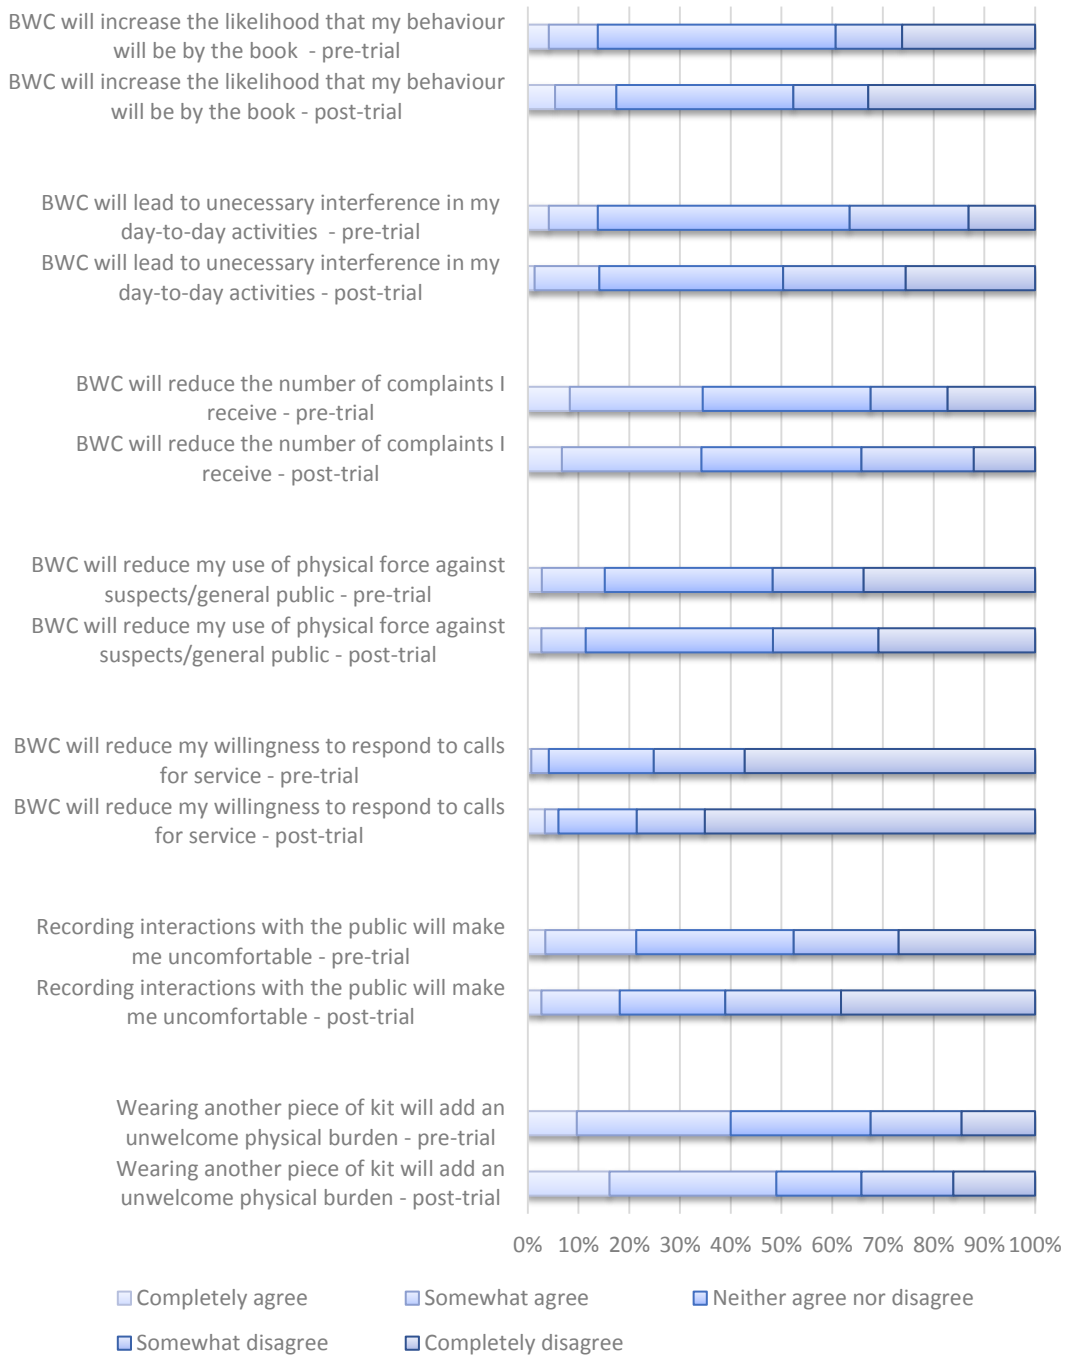 BWC will increase the likelihood that my behaviour
will be by the book - pre-trial
BWC will increase the likelihood that my behaviour
will be by the book - post-trial
BWC will lead to unecessary interference in my
day-to-day activities - pre-trial
BWC will lead to unecessary interference in my
day-to-day activities - post-trial
BWC will reduce the number of complaints I
receive - pre-trial
BWC will reduce the number of complaints I
receive - post-trial
BWC will reduce my use of physical force against
suspects/general public - pre-trial
BWC will reduce my use of physical force against
suspects/general public - post-trial
BWC will reduce my willingness to respond to calls
for service - pre-trial
BWC will reduce my willingness to respond to calls
for service - post-trial
Recording interactions with the public will make
me uncomfortable - pre-trial
Recording interactions with the public will make
me uncomfortable - post-trial
Wearing another piece of kit will add an
unwelcome physical burden - pre-trial
Wearing another piece of kit will add an
unwelcome physical burden - post-trial
0% 10% 20% 30% 40% 50% 60% 70% 80% 90% 100%
Completely agree Somewhat agree Neither agree nor disagree
Somewhat disagree Completely disagree